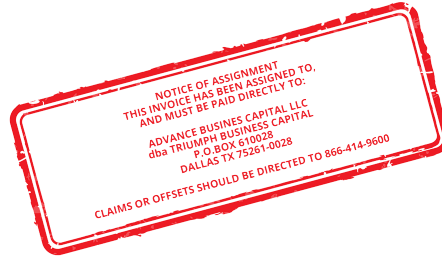 NOTICE OF ASSIGNMENT
THIS INVOICE HAS BEEN ASSIGNED TO,
AND MUST BE PAID DIRECTLY TO:
ADVANCE BUSINES CAPITAL LLC
dba TRIUMPH BUSINESS CAPITAL
P.O.BOX 610028
DALLAS TX 75261-0028
CLAIMS OR OFFSETS SHOULD BE DIRECTED TO 866-414-9600